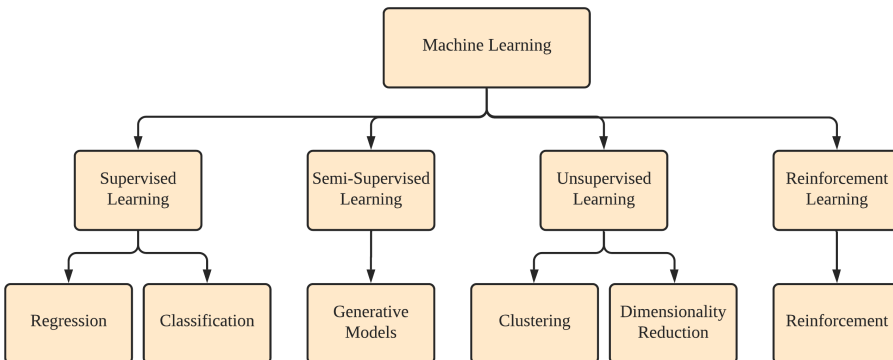 Machine Learning
Supervised
Learning
Semi-Supervised
Learning
Unsupervised
Learning
Reinforcement
Learning
Regression
Classification
Generative
Models
Clustering
Dimensionality
Reduction
Reinforcement